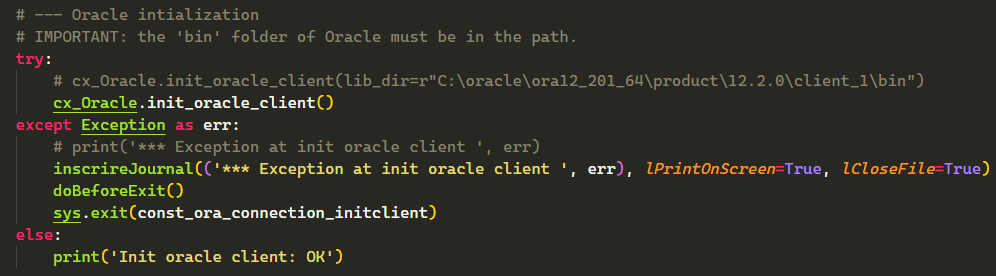 # --- Oracle intialization
# IMPORTANT: the 'bin' folder of Oracle must be in the path.
try:
    # cx_Oracle.init_oracle_client(lib_dir=r"C:\oracle\ora12_201_64\product\12.2.0\client_1\bin")
    cx_Oracle.init_oracle_client()
except Exception as err:
    # print('*** Exception at init oracle client ', err)
    inscrireJournal(('*** Exception at init oracle client ', err), lPrintOnScreen=True, lCloseFile=True)
    doBeforeExit()
    sys.exit(const_ora_connection_initclient)
else:
    print('Init oracle client: OK')